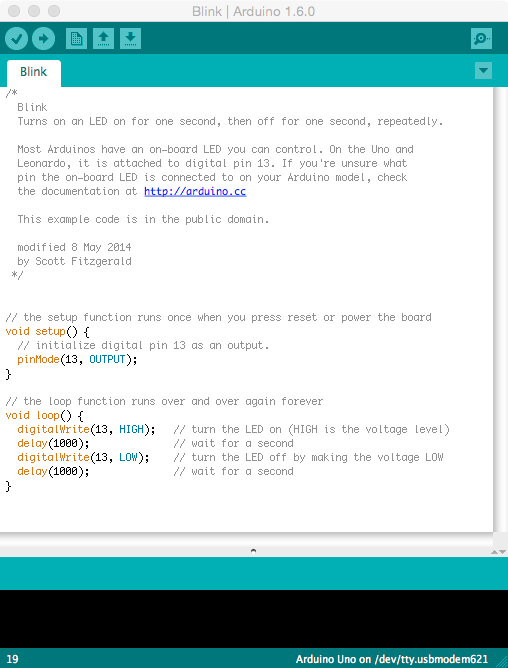 Blink | Arduino 1.6.0
Blink
/*
  Blink
  Turns on an LED on for one second, then off for one second, repeatedly.

  Most Arduinos have an on-board LED you can control. On the Uno and
  Leonardo, it is attached to digital pin 13. If you're unsure what
  pin the on-board LED is connected to on your Arduino model, check
  the documentation at http://arduino.cc

  This example code is in the public domain.

  modified 8 May 2014
  by Scott Fitzgerald
 */

// the setup function runs once when you press reset or power the board
void setup() {
  // initialize digital pin 13 as an output.
  pinMode(13, OUTPUT);
}

// the loop function runs over and over again forever
void loop() {
  digitalWrite(13, HIGH);   // turn the LED on (HIGH is the voltage level)
  delay(1000);              // wait for a second
  digitalWrite(13, LOW);    // turn the LED off by making the voltage LOW
  delay(1000);              // wait for a second
}
19 Arduino Uno on /dev/tty.usbmodem621